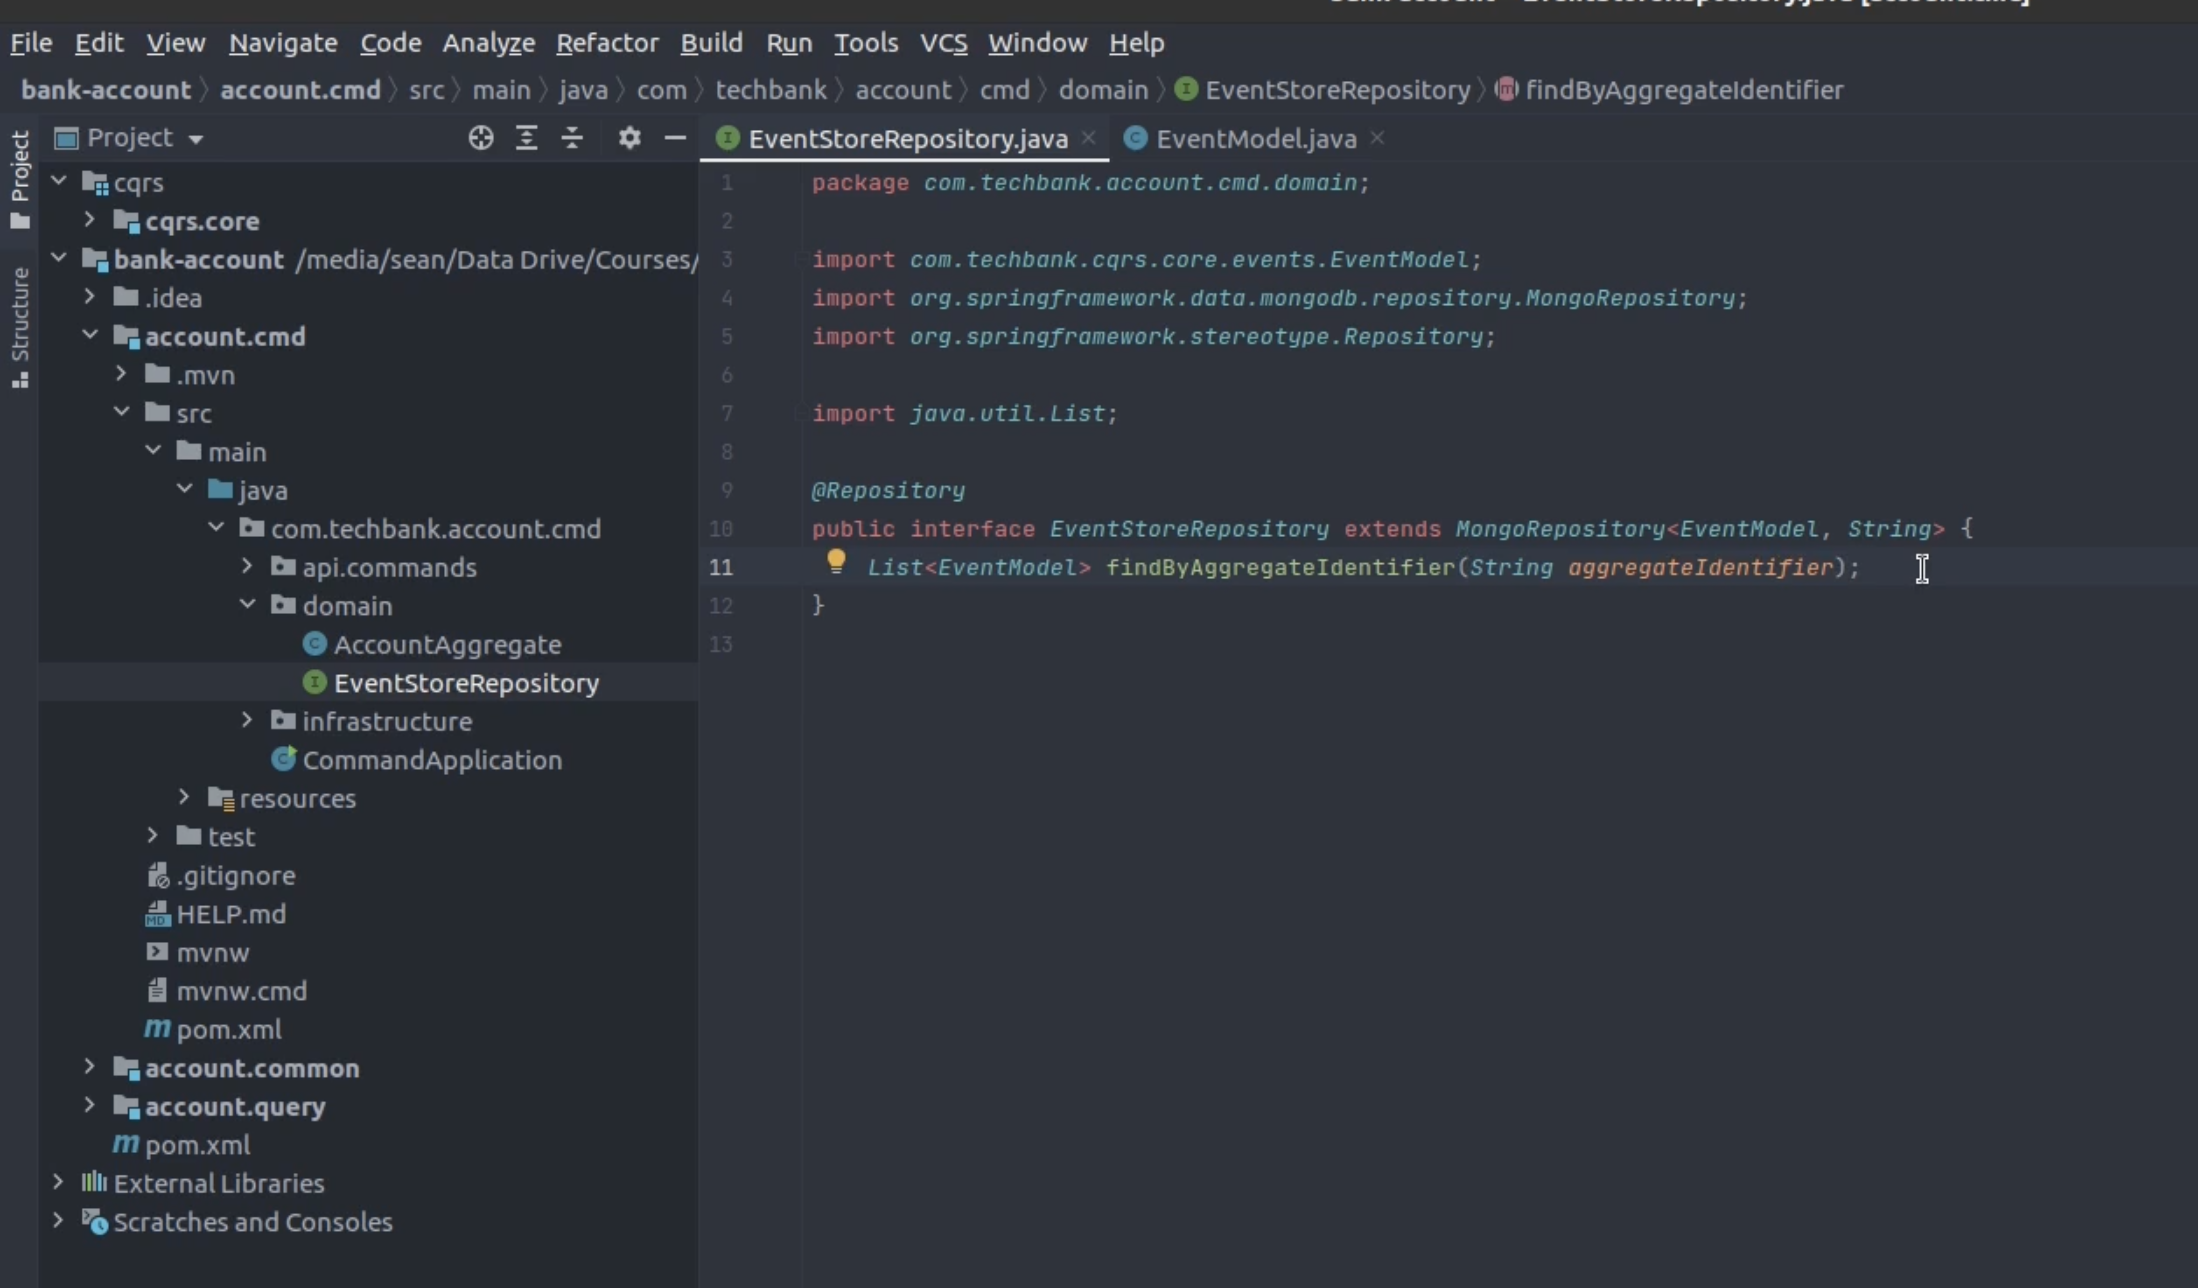 File Edit View Navigate Code Analyze Refactor Build Run Tools VCS Window Help
bank-account > account.cmd > src > main > java > com > techbank > account > cmd > domain > EventStoreRepository > findByAggregateIdentifier
Project
Structure
Project
cqrs
cqrs.core
bank-account /media/sean/Data Drive/Courses/
.idea
account.cmd
.mvn
src
main
java
com.techbank.account.cmd
api.commands
domain
AccountAggregate
EventStoreRepository
infrastructure
CommandApplication
resources
test
.gitignore
HELP.md
mvnw
mvnw.cmd
pom.xml
account.common
account.query
pom.xml
External Libraries
Scratches and Consoles
EventStoreRepository.java EventModel.java
1 package com.techbank.account.cmd.domain;
2
3 import com.techbank.cqrs.core.events.EventModel;
4 import org.springframework.data.mongodb.repository.MongoRepository;
5 import org.springframework.stereotype.Repository;
6
7 import java.util.List;
8
9 @Repository
10 public interface EventStoreRepository extends MongoRepository<EventModel, String> {
11 List<EventModel> findByAggregateIdentifier(String aggregateIdentifier);
12 }
13